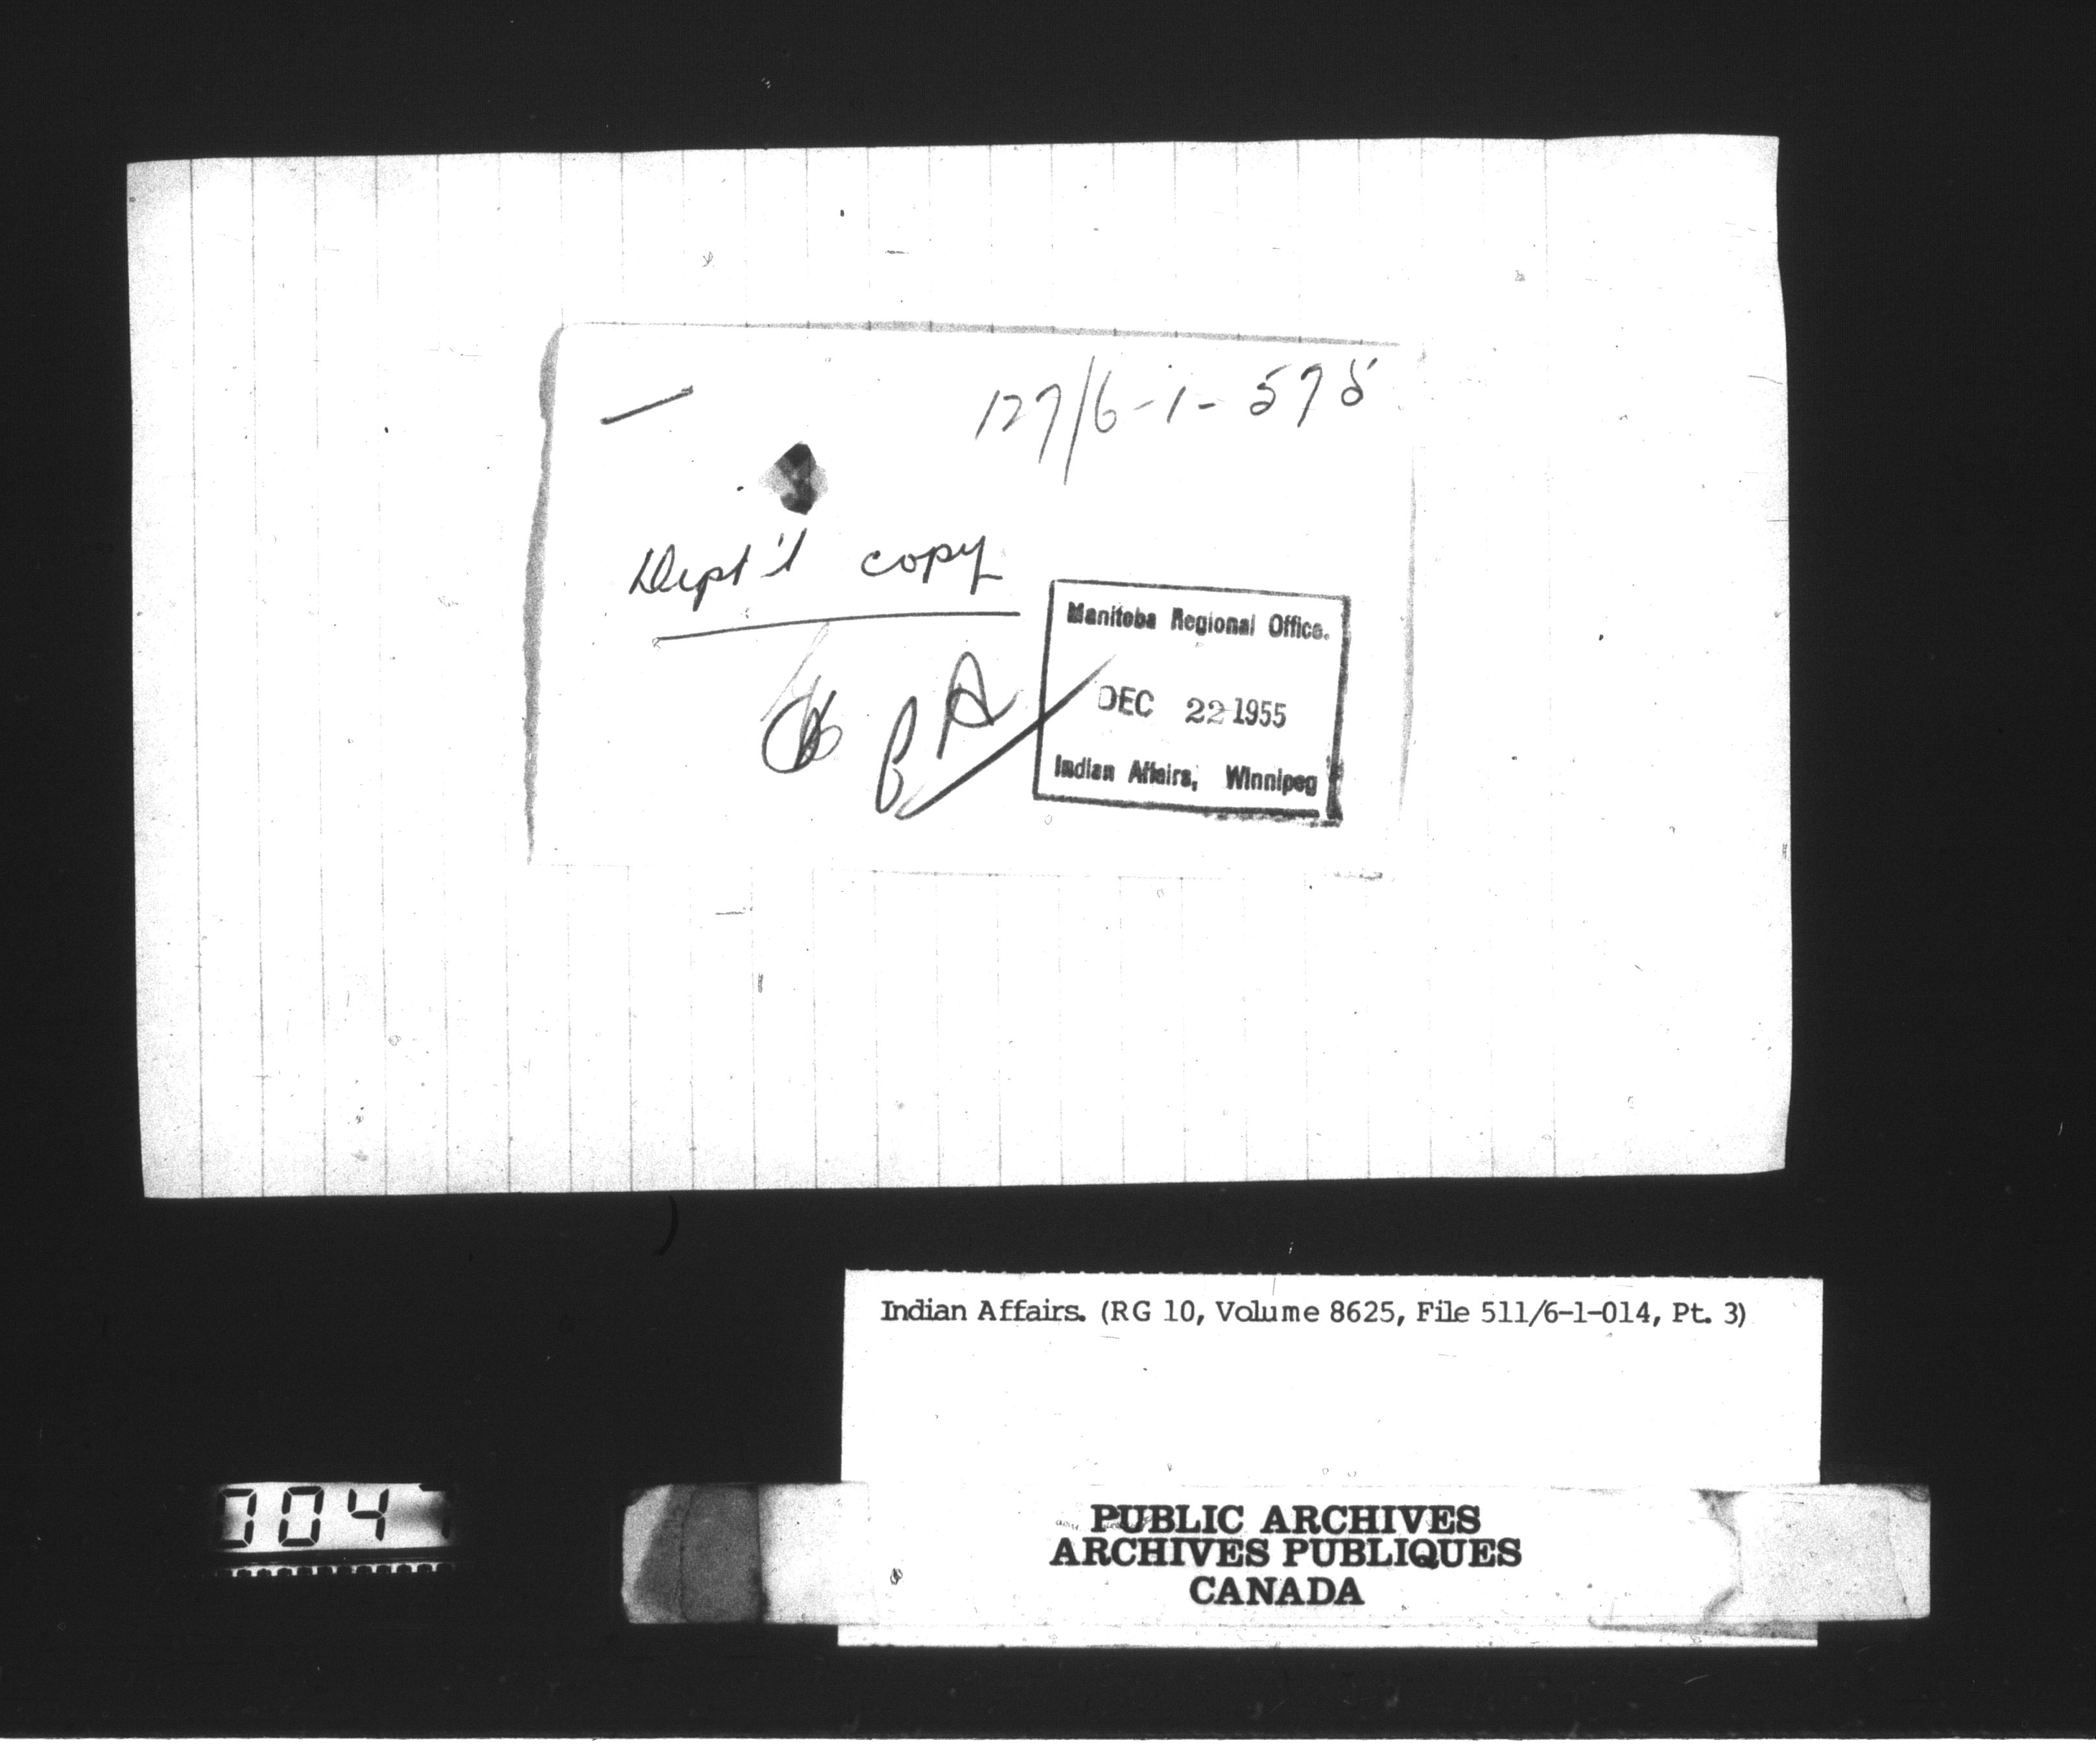 127/6-1-575
Dept'l copy
Manitoba Regional Office.
DEC 22 1955
Indian Affairs, Winnipeg
Indian Affairs. (RG 10, Volume 8625, File 511/6-1-014, Pt. 3)
004
PUBLIC ARCHIVES
ARCHIVES PUBLIQUES
CANADA